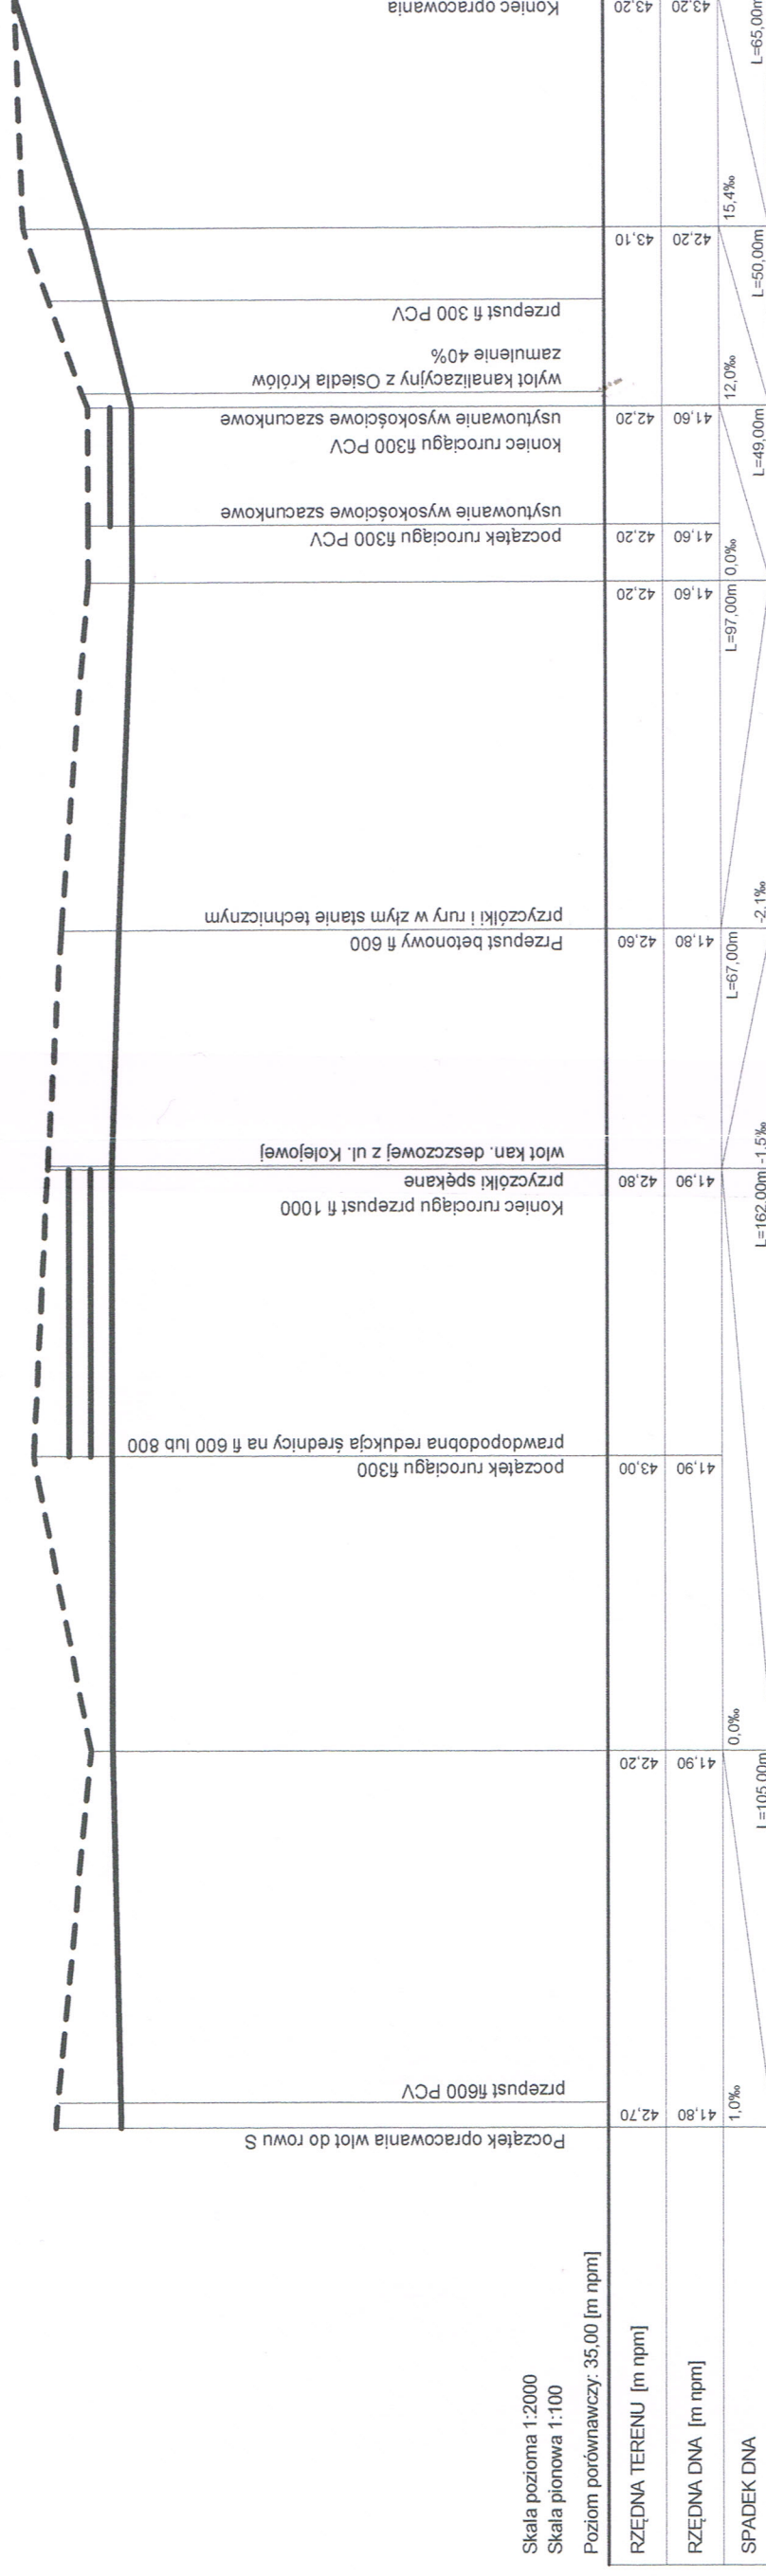 Skala pozioma 1:2000
Skala pionowa 1:100
Poziom porównawczy: 35,00 [m npm]
RZĘDNA TERENU [m npm]
RZĘDNA DNA [m npm]
SPADEK DNA
Początek opracowania wlot do rowu S
przepust fi600 PCV
42,70
41,80
1,0‰
L=105,00m
42,20
41,90
0,0‰
początek rurociągu fi300
prawdopodobna redukcja średnicy na fi 600 lub 800
43,00
41,90
L=162,00m
Koniec rurociągu przepust fi 1000
przyczółki spękane
wlot kan. deszczowej z ul. Kolejowej
42,80
41,90
-1,5‰
L=67,00m
Przepust betonowy fi 600
przyczółki i rury w złym stanie technicznym
42,60
41,80
-2,1‰
L=97,00m
42,20
41,60
0,0‰
początek rurociągu fi300 PCV
usytuowanie wysokościowe szacunkowe
42,20
41,60
L=49,00m
koniec rurociągu fi300 PCV
usytuowanie wysokościowe szacunkowe
42,20
41,60
12,0‰
wylot kanalizacyjny z Osiedla Królów
zamulenie 40%
przepust fi 300 PCV
L=50,00m
43,10
42,20
15,4‰
L=65,00m
Koniec opracowania
43,20
43,20